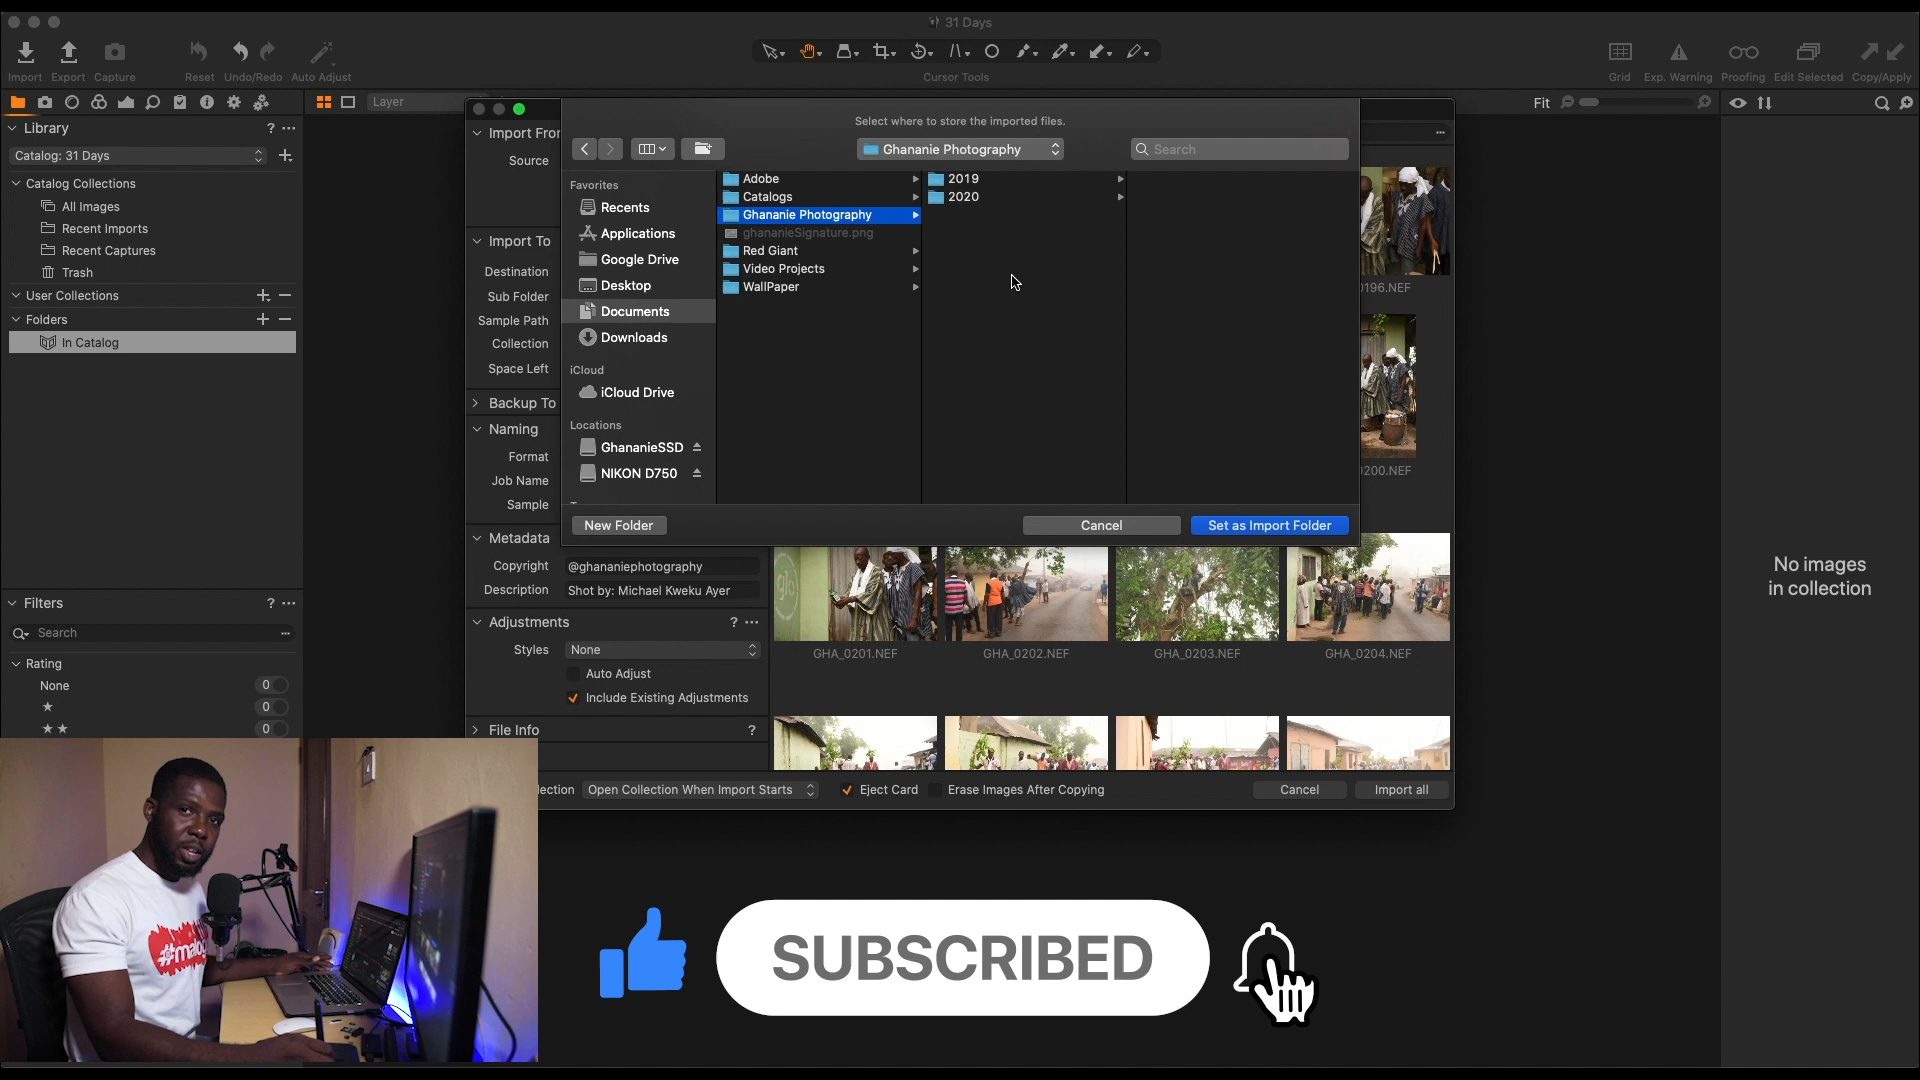 31 Days
Import Export Capture Reset Undo/Redo Auto Adjust
Cursor Tools
Grid Exp. Warning Proofing Edit Selected Copy/Apply
Layer
Fit
Library ?
Catalog: 31 Days
Catalog Collections
All Images
Recent Imports
Recent Captures
Trash
User Collections
Folders
In Catalog
Filters ?
Search
Rating
None 0
★ 0
★ ★ 0
Import From
Source
Import To
Destination
Sub Folder
Sample Path
Collection
Space Left
Backup To
Naming
Format
Job Name
Sample
Metadata
Copyright @ghananiephotography
Description Shot by: Michael Kweku Ayer
Adjustments ?
Styles None
Auto Adjust
Include Existing Adjustments
File Info ?
Select where to store the imported files.
Ghananie Photography
Search
Favorites
Recents
Applications
Google Drive
Desktop
Documents
Downloads
iCloud
iCloud Drive
Locations
GhananieSSD
NIKON D750
Adobe
Catalogs
Ghananie Photography
ghananieSignature.png
Red Giant
Video Projects
WallPaper
2019
2020
New Folder Cancel Set as Import Folder
0196.NEF
0200.NEF
glo
GHA_0201.NEF GHA_0202.NEF GHA_0203.NEF GHA_0204.NEF
lection Open Collection When Import Starts Eject Card Erase Images After Copying Cancel Import all
No images
in collection
SUBSCRIBED